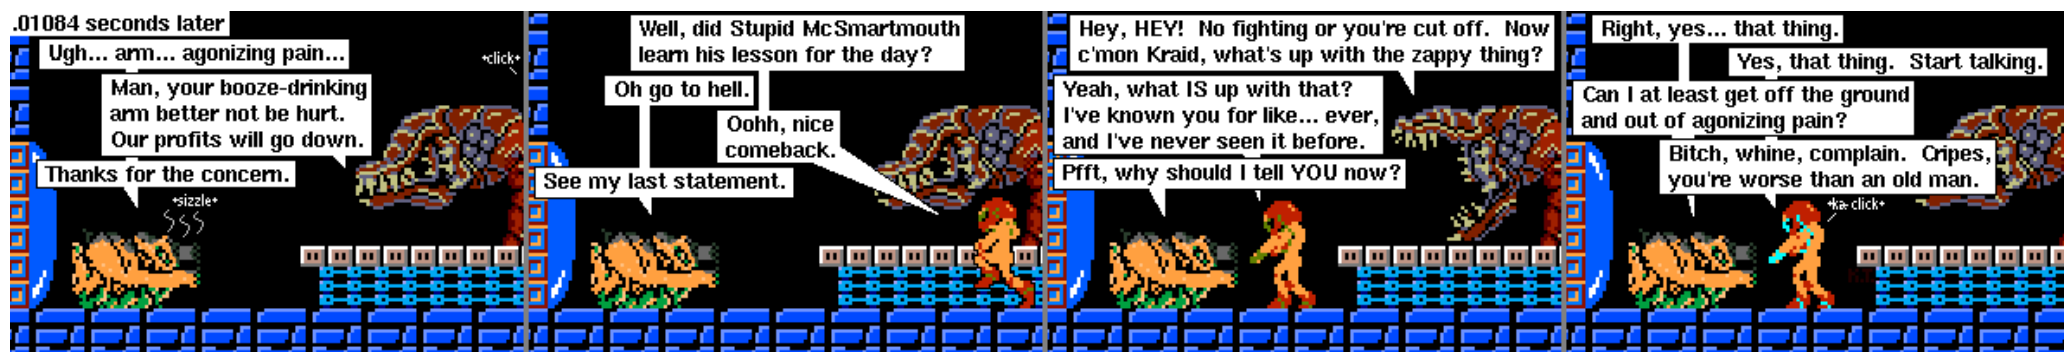 .01084 seconds later
Ugh... arm... agonizing pain...
*click*
Man, your booze-drinking
arm better not be hurt.
Our profits will go down.
Thanks for the concern.
*sizzle*
Well, did Stupid McSmartmouth
learn his lesson for the day?
Oh go to hell.
Oohh, nice
comeback.
See my last statement.
Hey, HEY! No fighting or you're cut off. Now
c'mon Kraid, what's up with the zappy thing?
Yeah, what IS up with that?
I've known you for like... ever,
and I've never seen it before.
Pfft, why should I tell YOU now?
Right, yes... that thing.
Yes, that thing. Start talking.
Can I at least get off the ground
and out of agonizing pain?
Bitch, whine, complain. Cripes,
you're worse than an old man.
*ka-click*